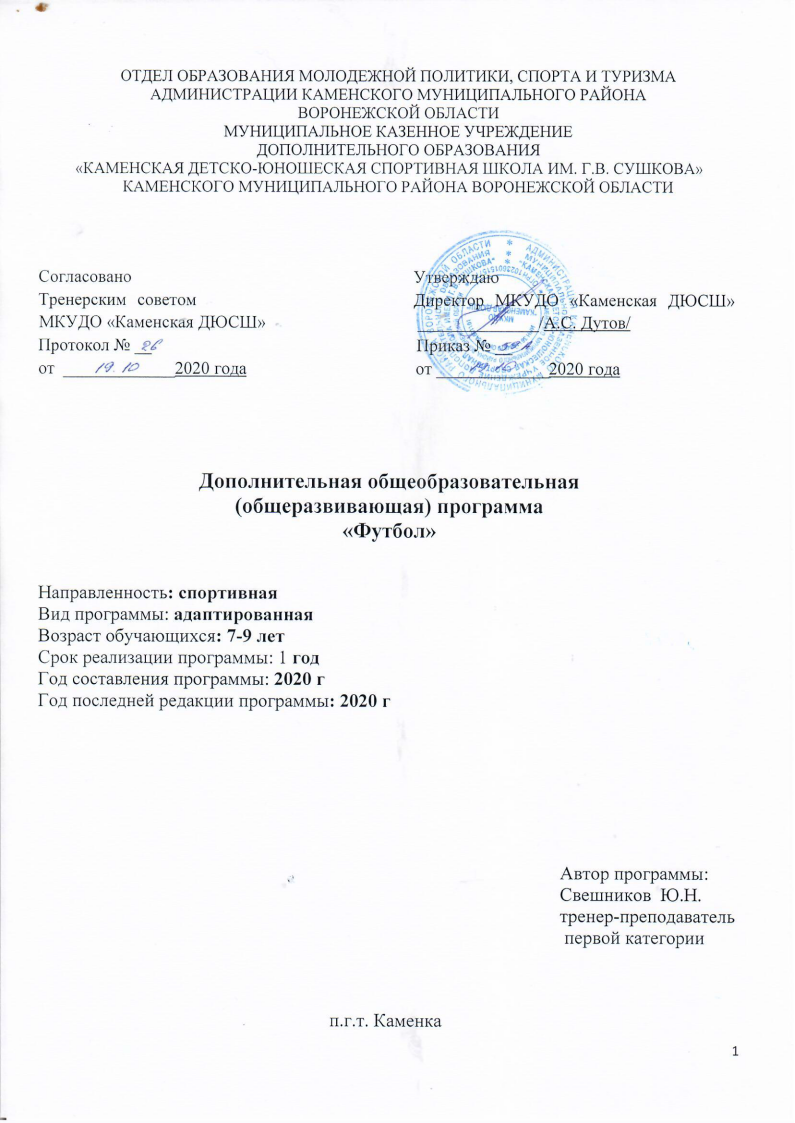 ОТДЕЛ ОБРАЗОВАНИЯ МОЛОДЕЖНОЙ ПОЛИТИКИ, СПОРТА И ТУРИЗМА
АДМИНИСТРАЦИИ КАМЕНСКОГО МУНИЦИПАЛЬНОГО РАЙОНА
ВОРОНЕЖСКОЙ ОБЛАСТИ
МУНИЦИПАЛЬНОЕ КАЗЕННОЕ УЧРЕЖДЕНИЕ
ДОПОЛНИТЕЛЬНОГО ОБРАЗОВАНИЯ
«КАМЕНСКАЯ ДЕТСКО-ЮНОШЕСКАЯ СПОРТИВНАЯ ШКОЛА ИМ. Г.В. СУШКОВА»
КАМЕНСКОГО МУНИЦИПАЛЬНОГО РАЙОНА ВОРОНЕЖСКОЙ ОБЛАСТИ
Согласовано
Тренерским советом
МКУДО «Каменская ДЮСШ»
Протокол № 26
от 19.10 2020 года
Утверждаю
Директор МКУДО «Каменская ДЮСШ»
/А.С. Дутов/
Приказ №
от 19.10 2020 года
Дополнительная общеобразовательная
(общеразвивающая) программа
«Футбол»
Направленность: спортивная
Вид программы: адаптированная
Возраст обучающихся: 7-9 лет
Срок реализации программы: 1 год
Год составления программы: 2020 г
Год последней редакции программы: 2020 г
Автор программы:
Свешников Ю.Н.
тренер-преподаватель
первой категории
п.г.т. Каменка
1